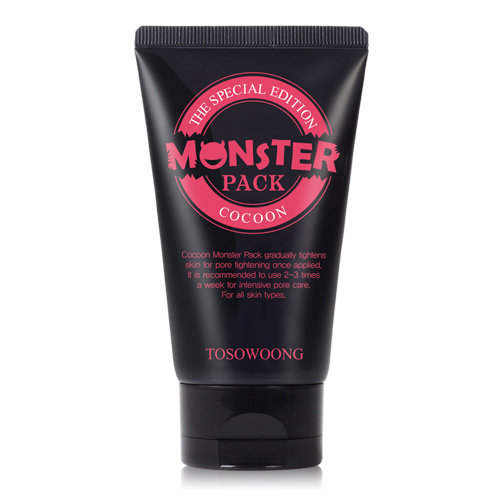 THE SPECIAL EDITION
MONSTER
PACK
COCOON
Cocoon Monster Pack gradually tightens
skin for pore tightening once applied.
It is recommended to use 2-3 times
a week for intensive pore care.
For all skin types.
TOSOWOONG